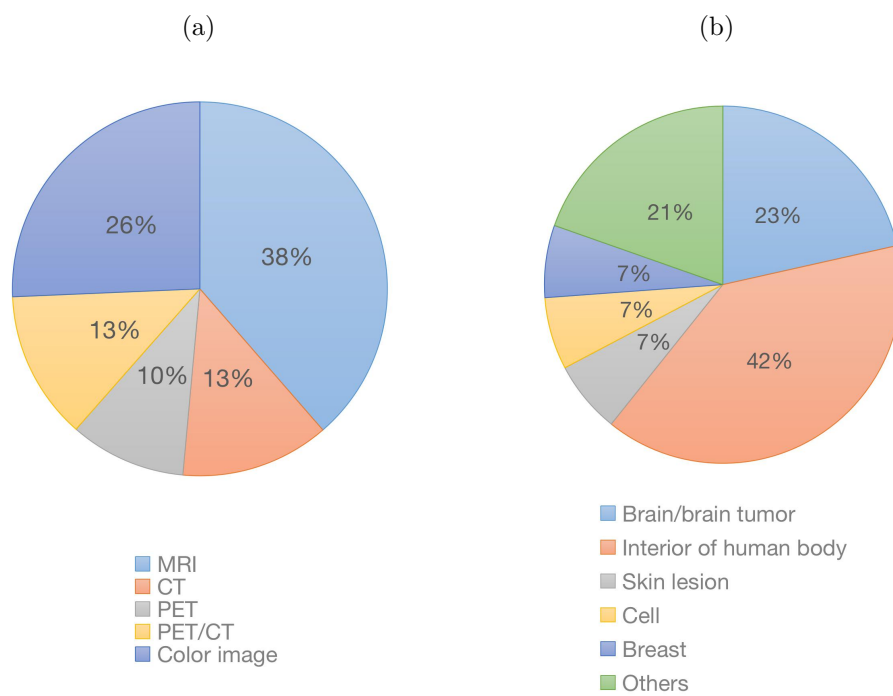 (a)
38%
13%
10%
13%
26%
MRI
CT
PET
PET/CT
Color image
(b)
23%
42%
7%
7%
7%
21%
Brain/brain tumor
Interior of human body
Skin lesion
Cell
Breast
Others